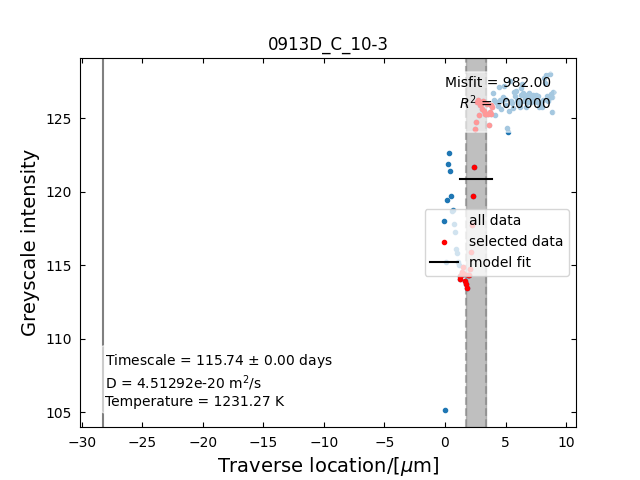 0913D_C_10-3
Misfit = 982.00
R² = -0.0000
125
120
115
110
105
Greyscale intensity
all data
selected data
model fit
Timescale = 115.74 ± 0.00 days
D = 4.51292e-20 m²/s
Temperature = 1231.27 K
−30 −25 −20 −15 −10 −5 0 5 10
Traverse location/[μm]